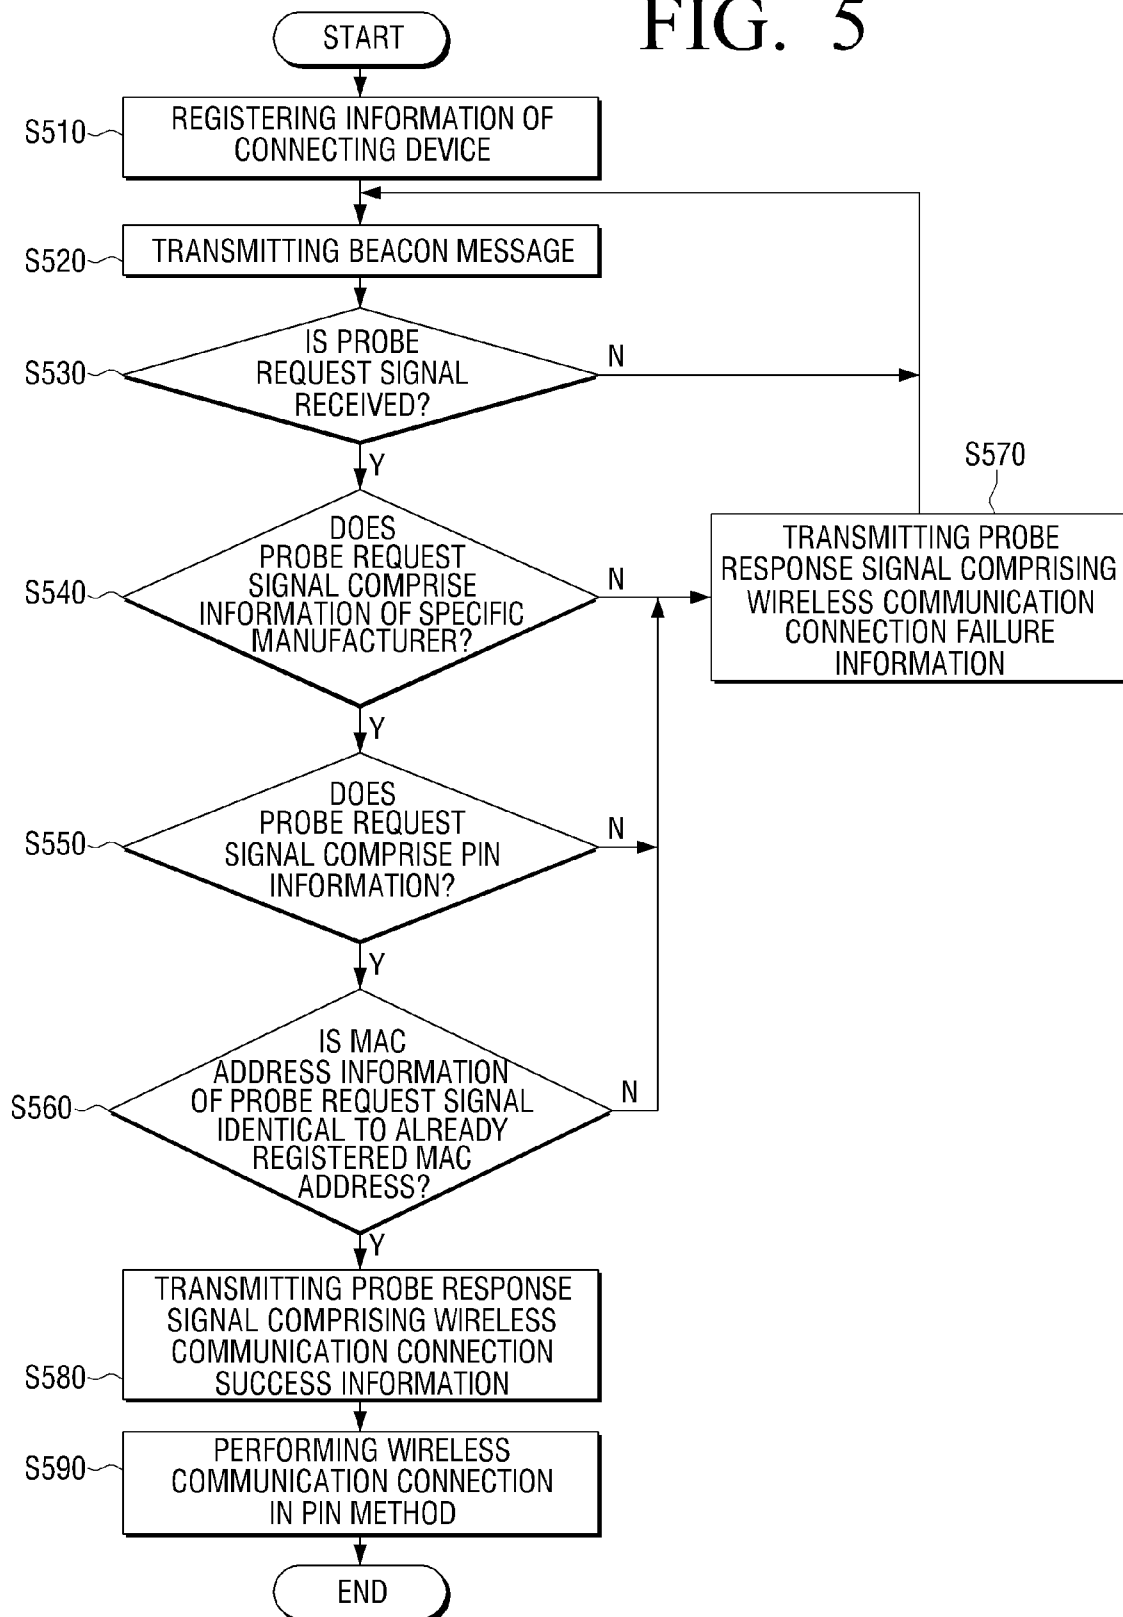 FIG. 5
START
S510
REGISTERING INFORMATION OF
CONNECTING DEVICE
S520
TRANSMITTING BEACON MESSAGE
S530
IS PROBE
REQUEST SIGNAL
RECEIVED?
N
Y
S540
DOES
PROBE REQUEST
SIGNAL COMPRISE
INFORMATION OF SPECIFIC
MANUFACTURER?
N
S570
TRANSMITTING PROBE
RESPONSE SIGNAL COMPRISING
WIRELESS COMMUNICATION
CONNECTION FAILURE
INFORMATION
Y
S550
DOES
PROBE REQUEST
SIGNAL COMPRISE PIN
INFORMATION?
N
Y
S560
IS MAC
ADDRESS INFORMATION
OF PROBE REQUEST SIGNAL
IDENTICAL TO ALREADY
REGISTERED MAC
ADDRESS?
N
Y
S580
TRANSMITTING PROBE RESPONSE
SIGNAL COMPRISING WIRELESS
COMMUNICATION CONNECTION
SUCCESS INFORMATION
S590
PERFORMING WIRELESS
COMMUNICATION CONNECTION
IN PIN METHOD
END